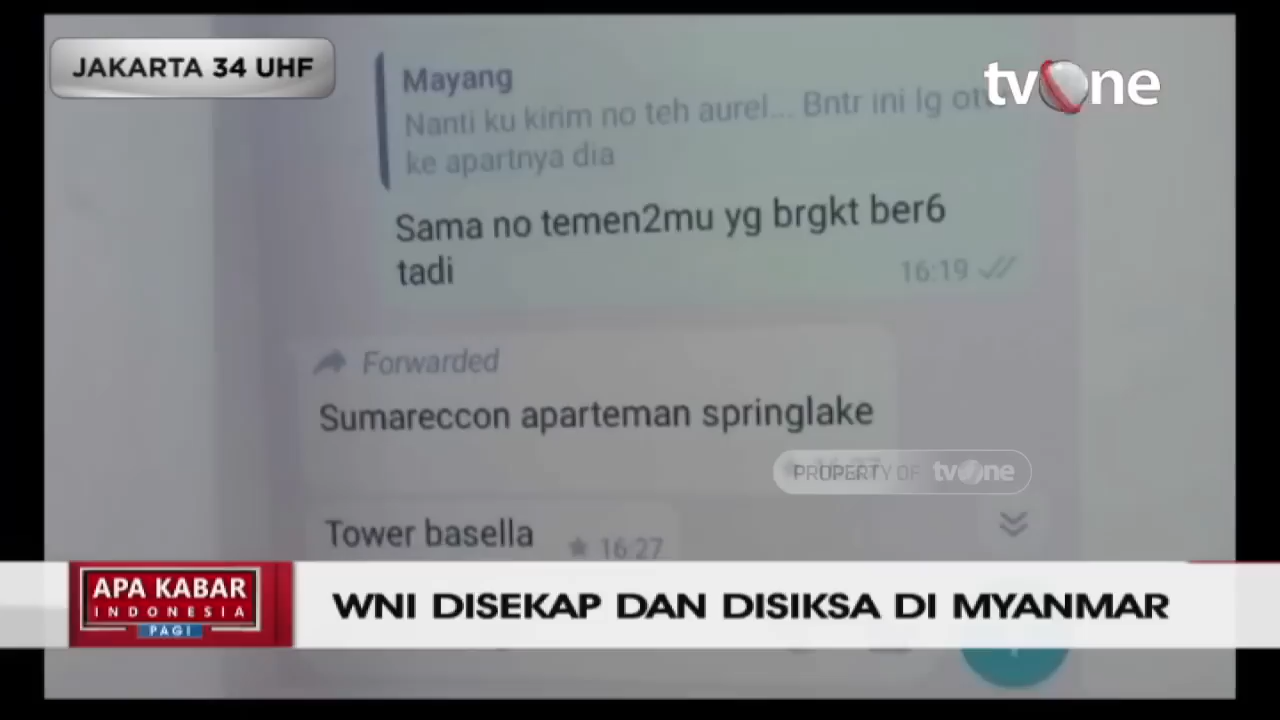 JAKARTA 34 UHF
tvOne
Mayang
Nanti ku kirim no teh aurel... Bntr ini lg
ke apartnya dia
Sama no temen2mu yg brgkt ber6
tadi
16:19
Forwarded
Sumareccon aparteman springlake
PROPERTY OF tvOne
Tower basella
16:27
APA KABAR
INDONESIA
PAGI
WNI DISEKAP DAN DISIKSA DI MYANMAR